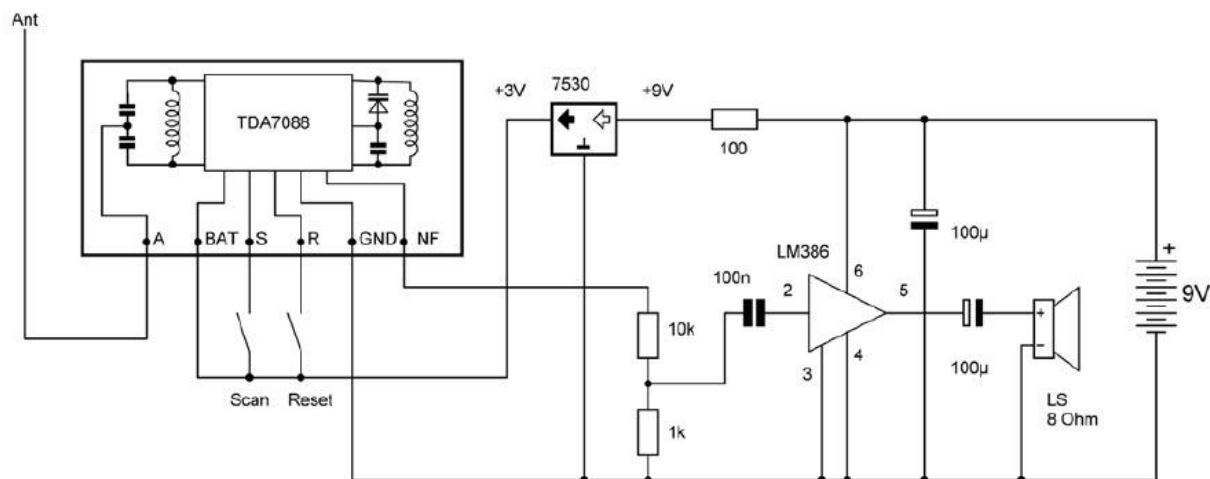 Ant
7530
+3V
+9V
TDA7088
100
A
BAT
S
R
GND
NF
LM386
100µ
+
100n
2
6
5
9V
10k
+
−
3
4
100µ
Scan
Reset
LS
8 Ohm
1k